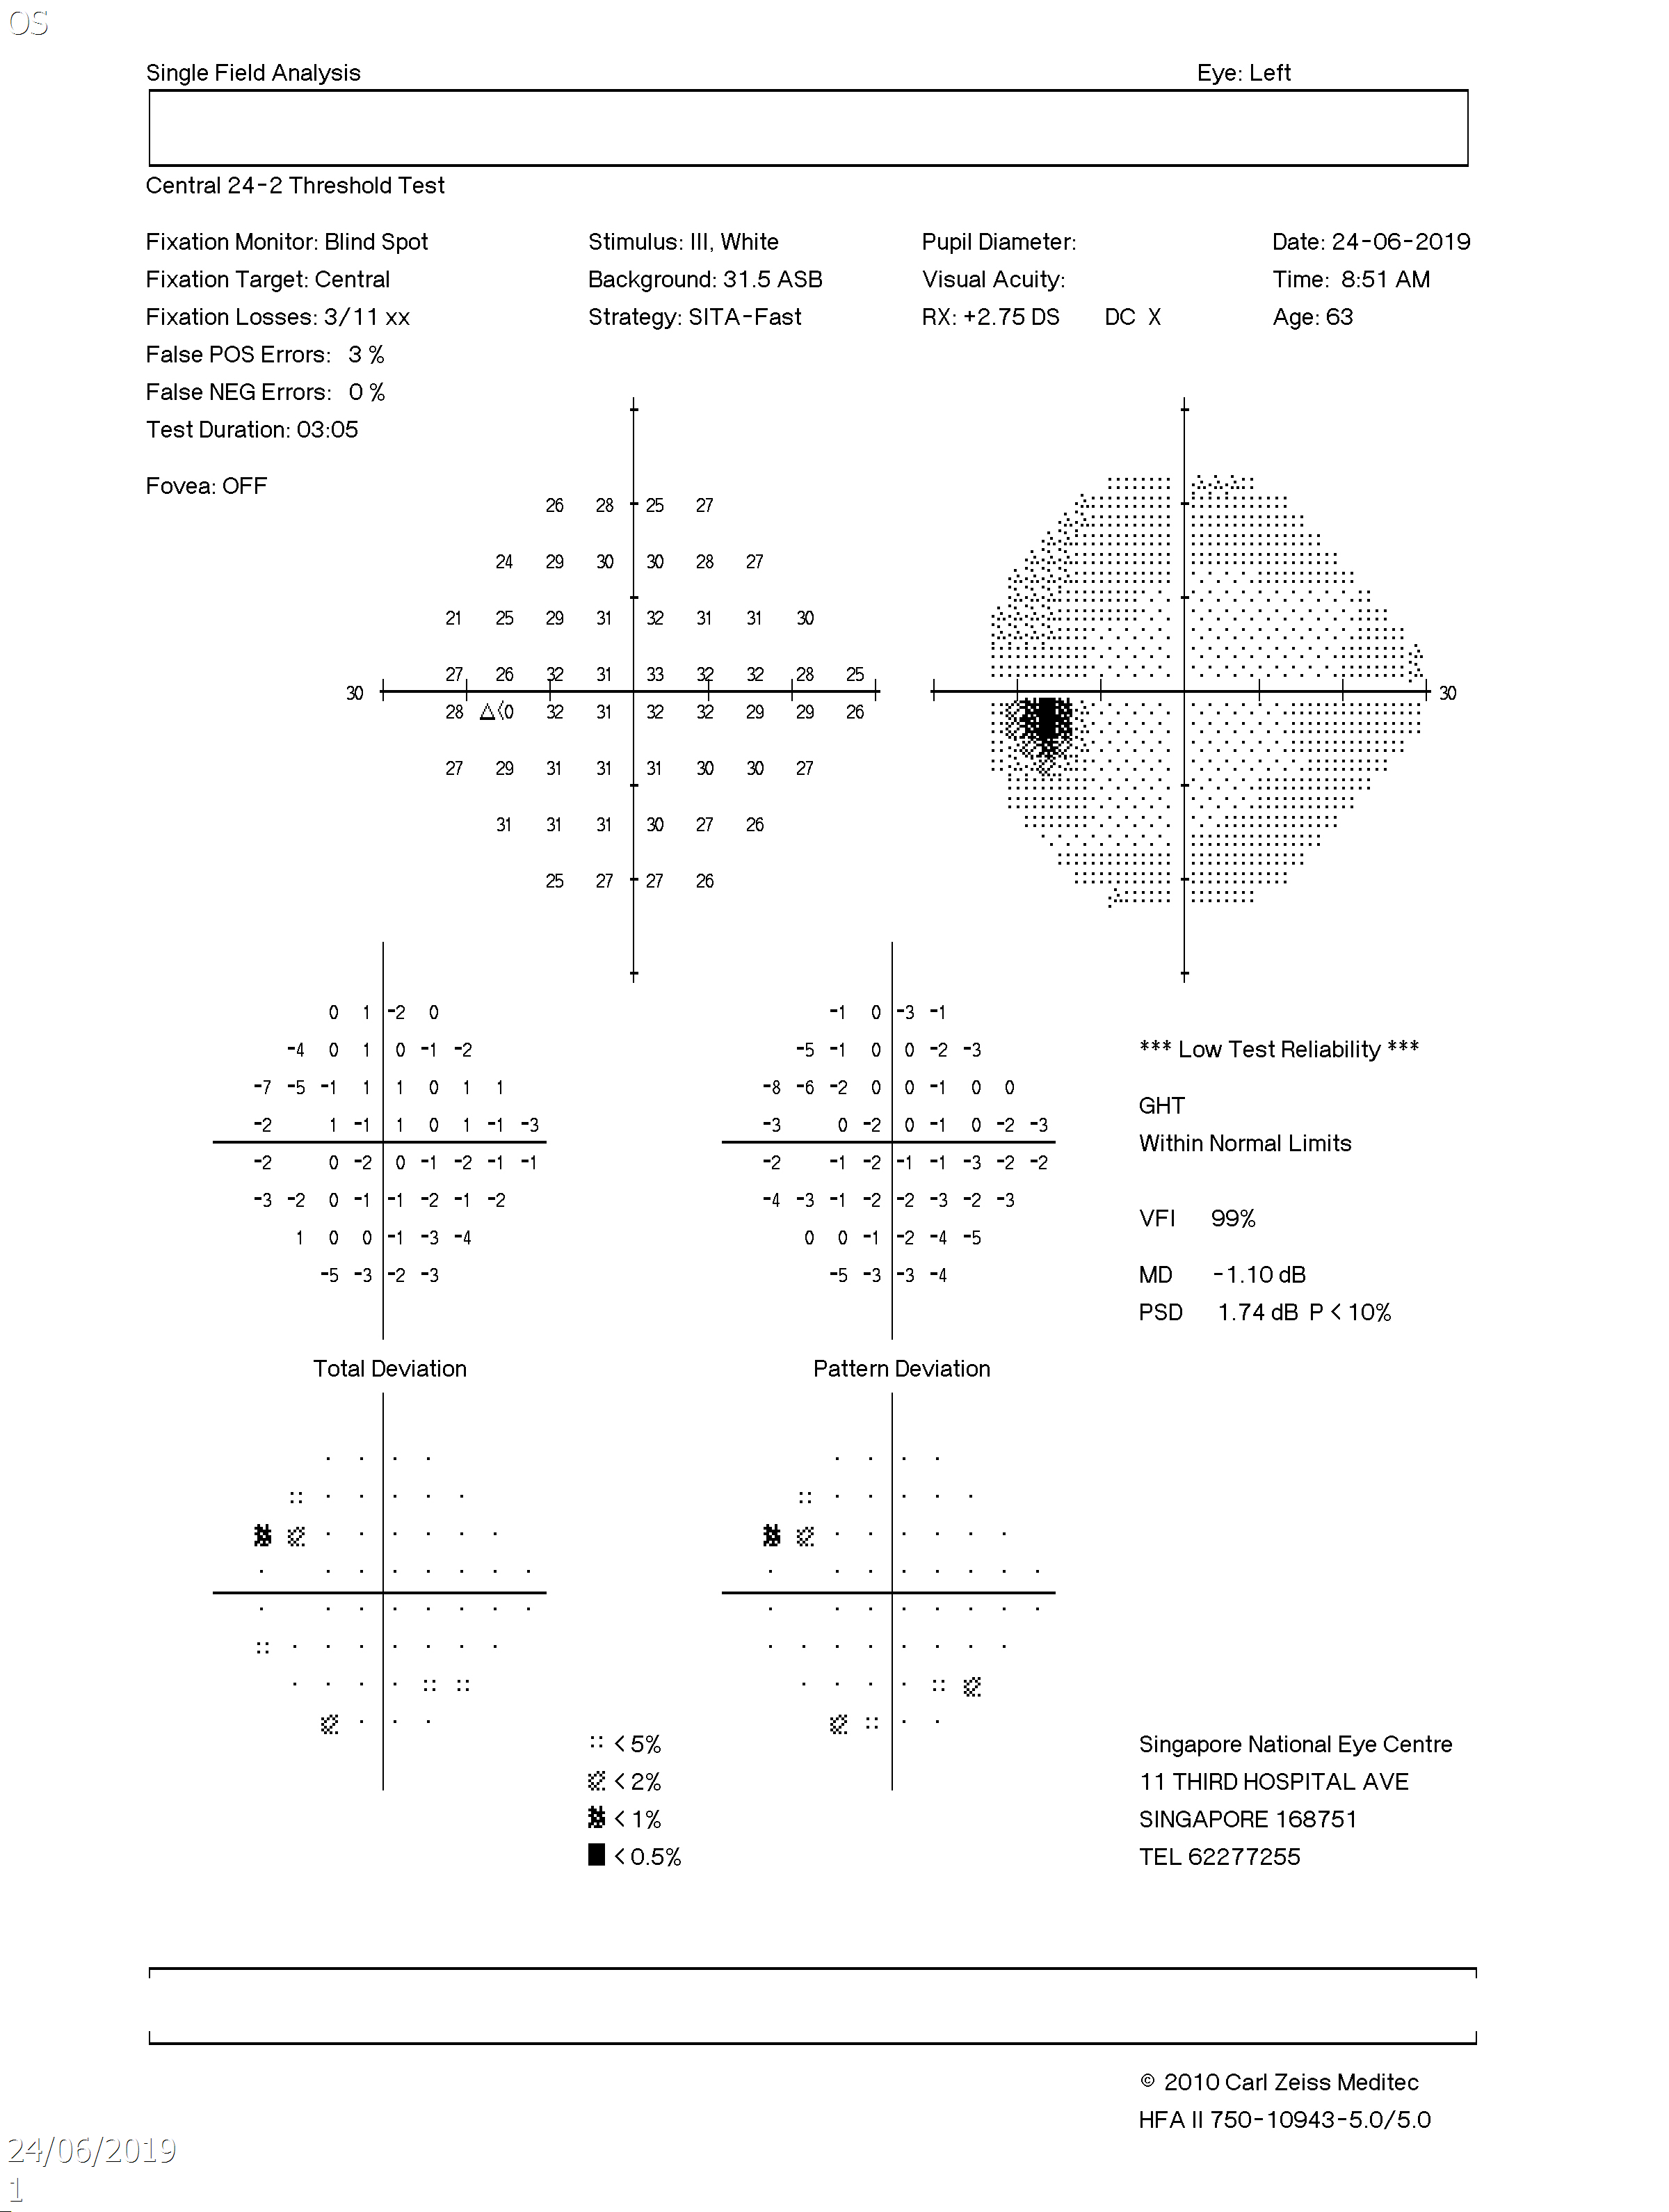 OS
Single Field Analysis Eye: Left
Central 24-2 Threshold Test
Fixation Monitor: Blind Spot Stimulus: III, White Pupil Diameter: Date: 24-06-2019
Fixation Target: Central Background: 31.5 ASB Visual Acuity: Time: 8:51 AM
Fixation Losses: 3/11 xx Strategy: SITA-Fast RX: +2.75 DS DC X Age: 63
False POS Errors: 3 %
False NEG Errors: 0 %
Test Duration: 03:05
Fovea: OFF
26 28 25 27
24 29 30 30 28 27
21 25 29 31 32 31 31 30
27 26 32 31 33 32 32 28 25
30 30
28 <0 32 31 32 32 29 29 26
27 29 31 31 31 30 30 27
31 31 31 30 27 26
25 27 27 26
0 1 -2 0 -1 0 -3 -1
-4 0 1 0 -1 -2 -5 -1 0 0 -2 -3 *** Low Test Reliability ***
-7 -5 -1 1 1 0 1 1 -8 -6 -2 0 0 -1 0 0
GHT
-2 1 -1 1 0 1 -1 -3 -3 0 -2 0 -1 0 -2 -3
Within Normal Limits
-2 0 -2 0 -1 -2 -1 -1 -2 -1 -2 -1 -1 -3 -2 -2
-3 -2 0 -1 -1 -2 -1 -2 -4 -3 -1 -2 -2 -3 -2 -3
VFI 99%
1 0 0 -1 -3 -4 0 0 -1 -2 -4 -5
-5 -3 -2 -3 -5 -3 -3 -4
MD -1.10 dB
PSD 1.74 dB P < 10%
Total Deviation Pattern Deviation
< 5% Singapore National Eye Centre
< 2% 11 THIRD HOSPITAL AVE
< 1% SINGAPORE 168751
< 0.5% TEL 62277255
© 2010 Carl Zeiss Meditec
HFA II 750-10943-5.0/5.0
24/06/2019
1